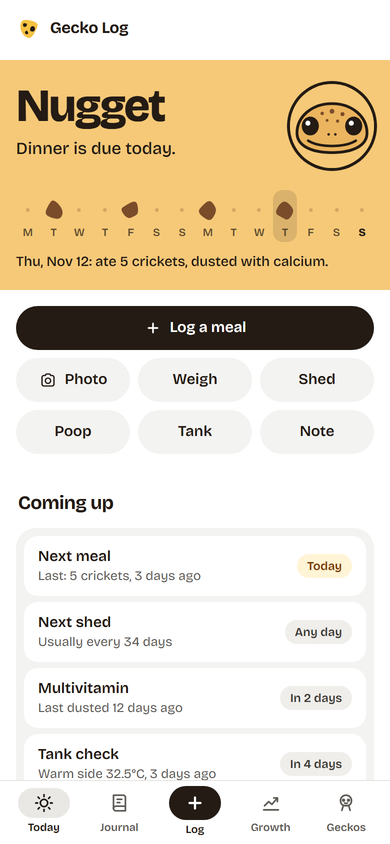 Gecko Log
Nugget
Dinner is due today.
M T W T F S S M T W T F S S
Thu, Nov 12: ate 5 crickets, dusted with calcium.
+ Log a meal
Photo Weigh Shed
Poop Tank Note
Coming up
Next meal
Last: 5 crickets, 3 days ago
Today
Next shed
Usually every 34 days
Any day
Multivitamin
Last dusted 12 days ago
In 2 days
Tank check
Warm side 32.5°C, 3 days ago
In 4 days
Today Journal Log Growth Geckos